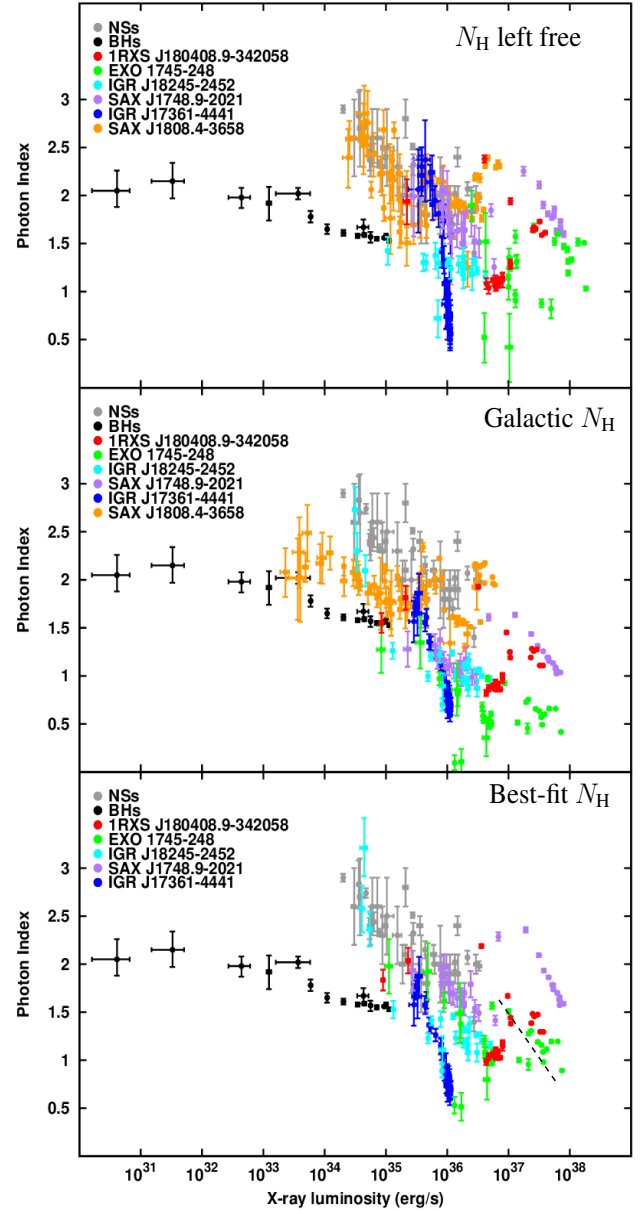 N_H left free
NSs
BHs
1RXS J180408.9-342058
EXO 1745-248
IGR J18245-2452
SAX J1748.9-2021
IGR J17361-4441
SAX J1808.4-3658
Photon Index
3
2.5
2
1.5
1
0.5
Galactic N_H
NSs
BHs
1RXS J180408.9-342058
EXO 1745-248
IGR J18245-2452
SAX J1748.9-2021
IGR J17361-4441
SAX J1808.4-3658
Photon Index
3
2.5
2
1.5
1
0.5
Best-fit N_H
NSs
BHs
1RXS J180408.9-342058
EXO 1745-248
IGR J18245-2452
SAX J1748.9-2021
IGR J17361-4441
Photon Index
3
2.5
2
1.5
1
0.5
10^31 10^32 10^33 10^34 10^35 10^36 10^37 10^38
X-ray luminosity (erg/s)